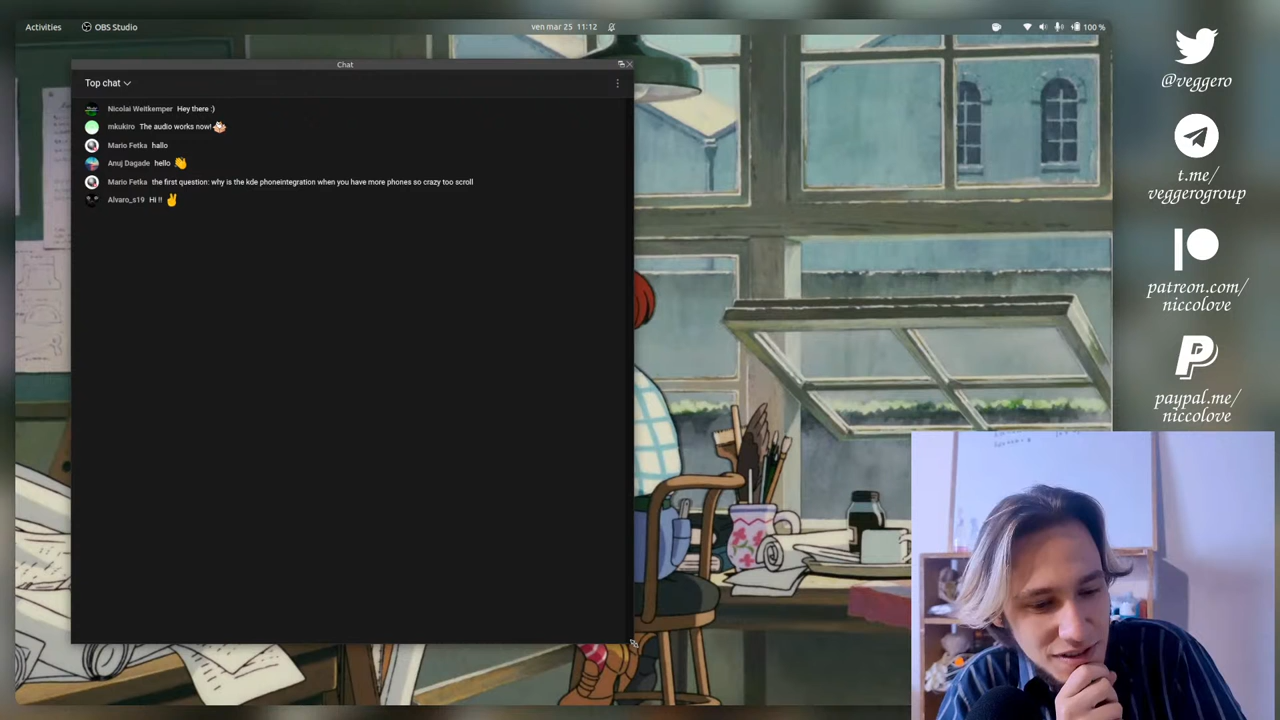 Activities
OBS Studio
ven mar 25 11:12
100 %
Chat
Top chat
Nicolai Weitkemper Hey there :)
mkukiro The audio works now!
Mario Fetka hallo
Anuj Dagade hello
Mario Fetka the first question: why is the kde phoneintegration when you have more phones so crazy too scroll
Alvaro_s19 HI !!
@veggero
t.me/
veggerogroup
patreon.com/
niccolove
paypal.me/
niccolove